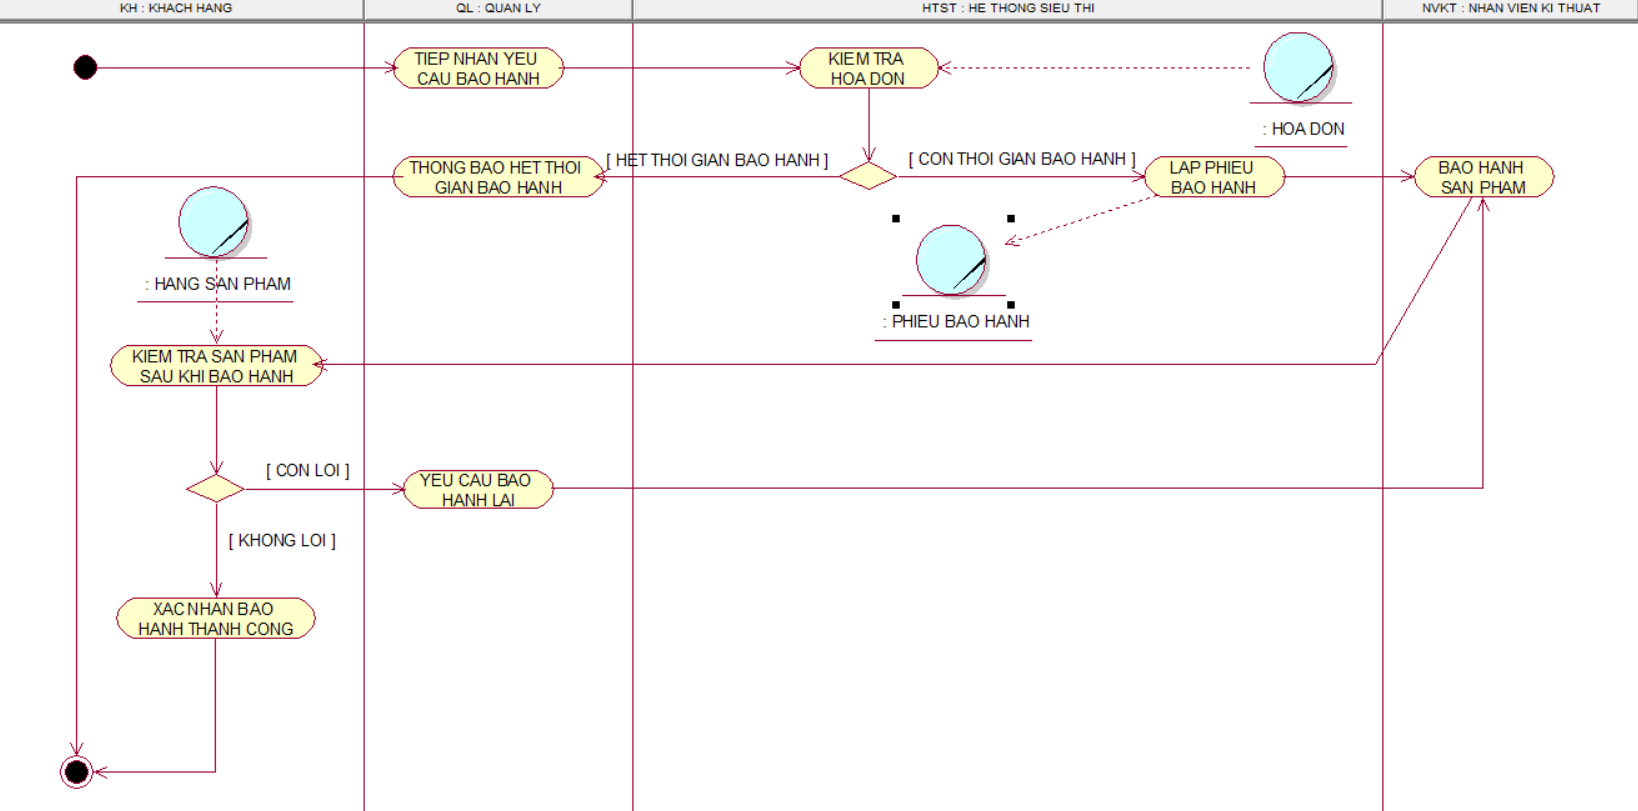 KH : KHACH HANG
QL : QUAN LY
HTST : HE THONG SIEU THI
NVKT : NHAN VIEN KI THUAT
TIEP NHAN YEU
CAU BAO HANH
KIEM TRA
HOA DON
: HOA DON
THONG BAO HET THOI
GIAN BAO HANH
[ HET THOI GIAN BAO HANH ]
[ CON THOI GIAN BAO HANH ]
LAP PHIEU
BAO HANH
BAO HANH
SAN PHAM
: HANG SAN PHAM
: PHIEU BAO HANH
KIEM TRA SAN PHAM
SAU KHI BAO HANH
[ CON LOI ]
YEU CAU BAO
HANH LAI
[ KHONG LOI ]
XAC NHAN BAO
HANH THANH CONG